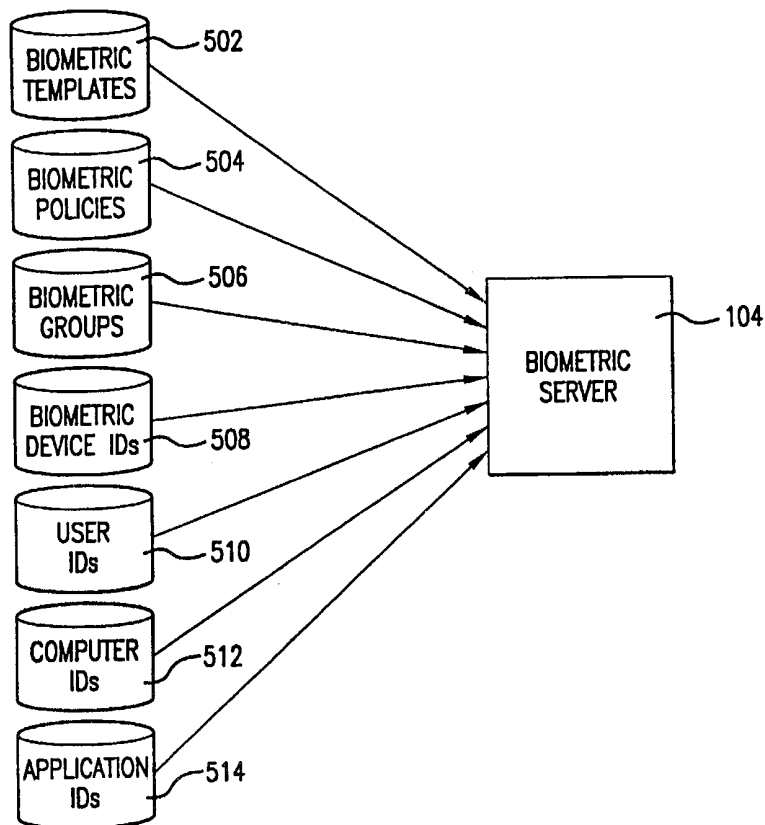 BIOMETRIC
TEMPLATES
502
BIOMETRIC
POLICIES
504
BIOMETRIC
GROUPS
506
BIOMETRIC
DEVICE IDs
508
USER
IDs
510
COMPUTER
IDs
512
APPLICATION
IDs
514
BIOMETRIC
SERVER
104